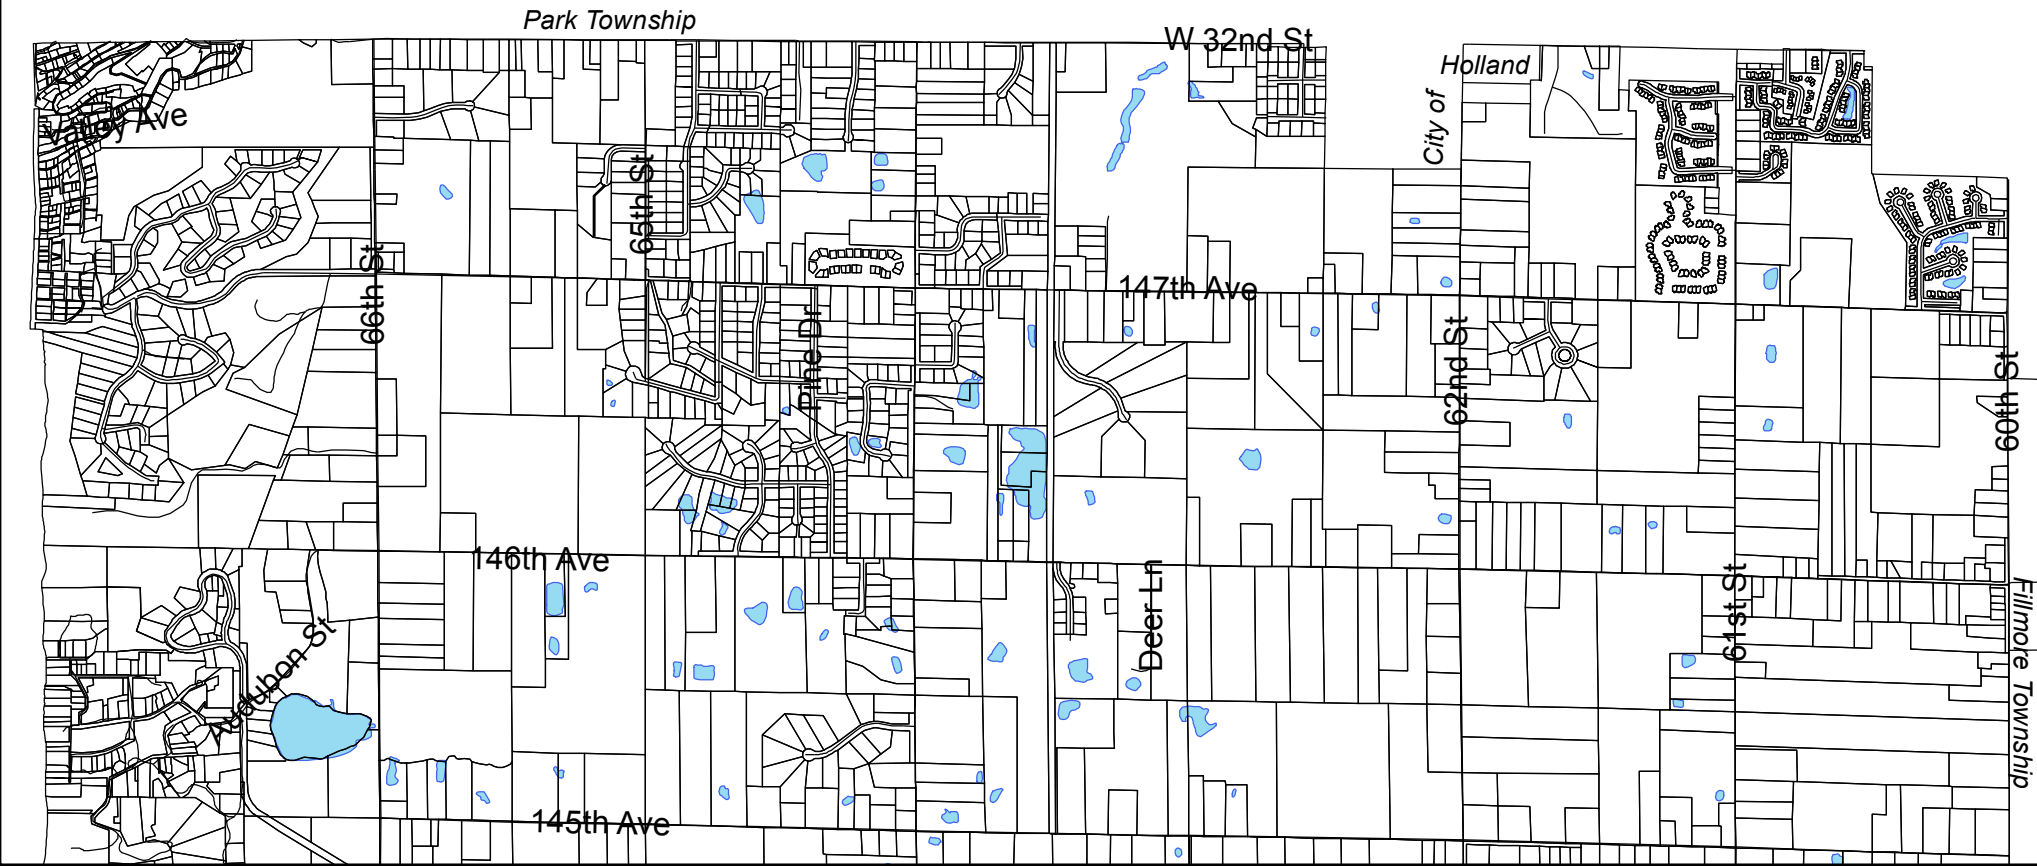 Park Township
W 32nd St
Holland
City of
Valley Ave
65th St
66th St
147th Ave
Pine Dr
62nd St
60th St
146th Ave
Deer Ln
61st St
Fillmore Township
Audubon St
145th Ave